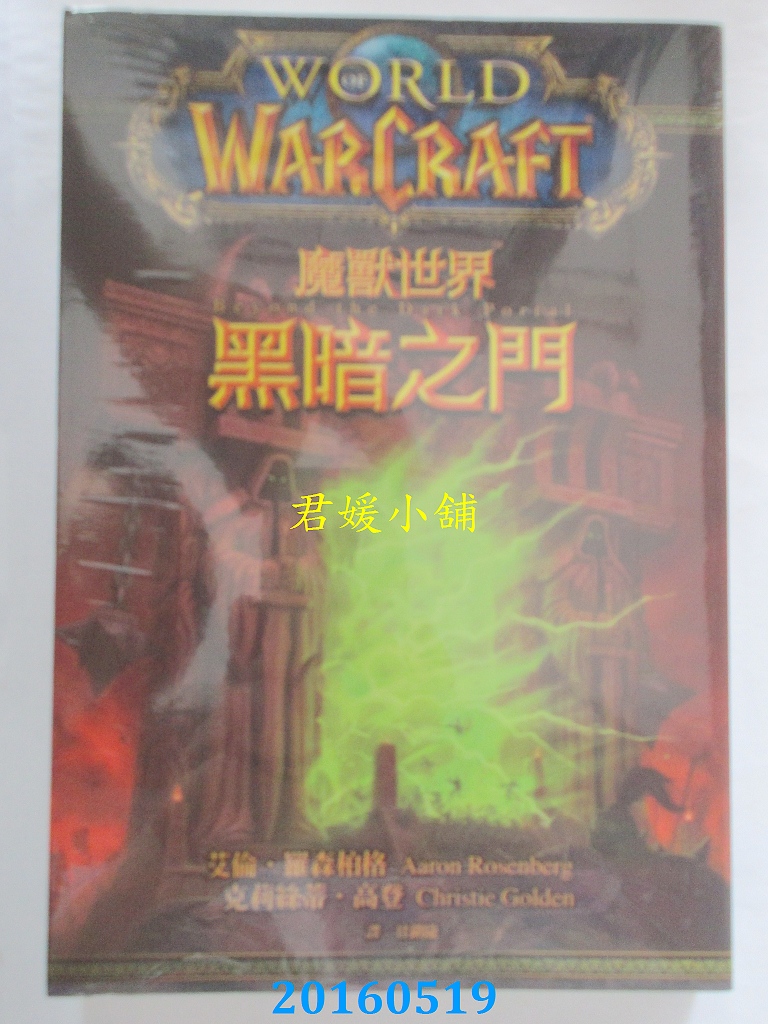 WORLD
OF
WARCRAFT
魔獸世界
Beyond the Dark Portal
黑暗之門
君媛小舖
艾倫・羅森柏格 Aaron Rosenberg
克莉絲蒂・高登 Christie Golden
譯
20160519